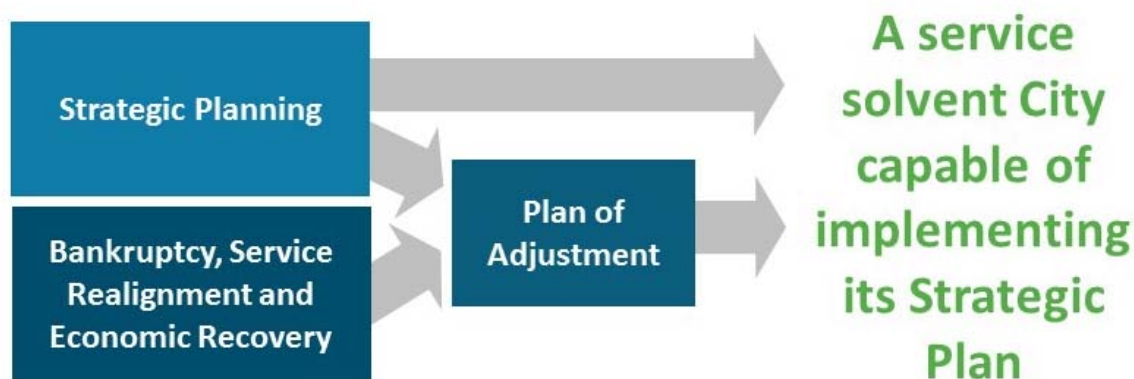 Strategic Planning
Bankruptcy, Service
Realignment and
Economic Recovery
Plan of
Adjustment
A service
solvent City
capable of
implementing
its Strategic
Plan